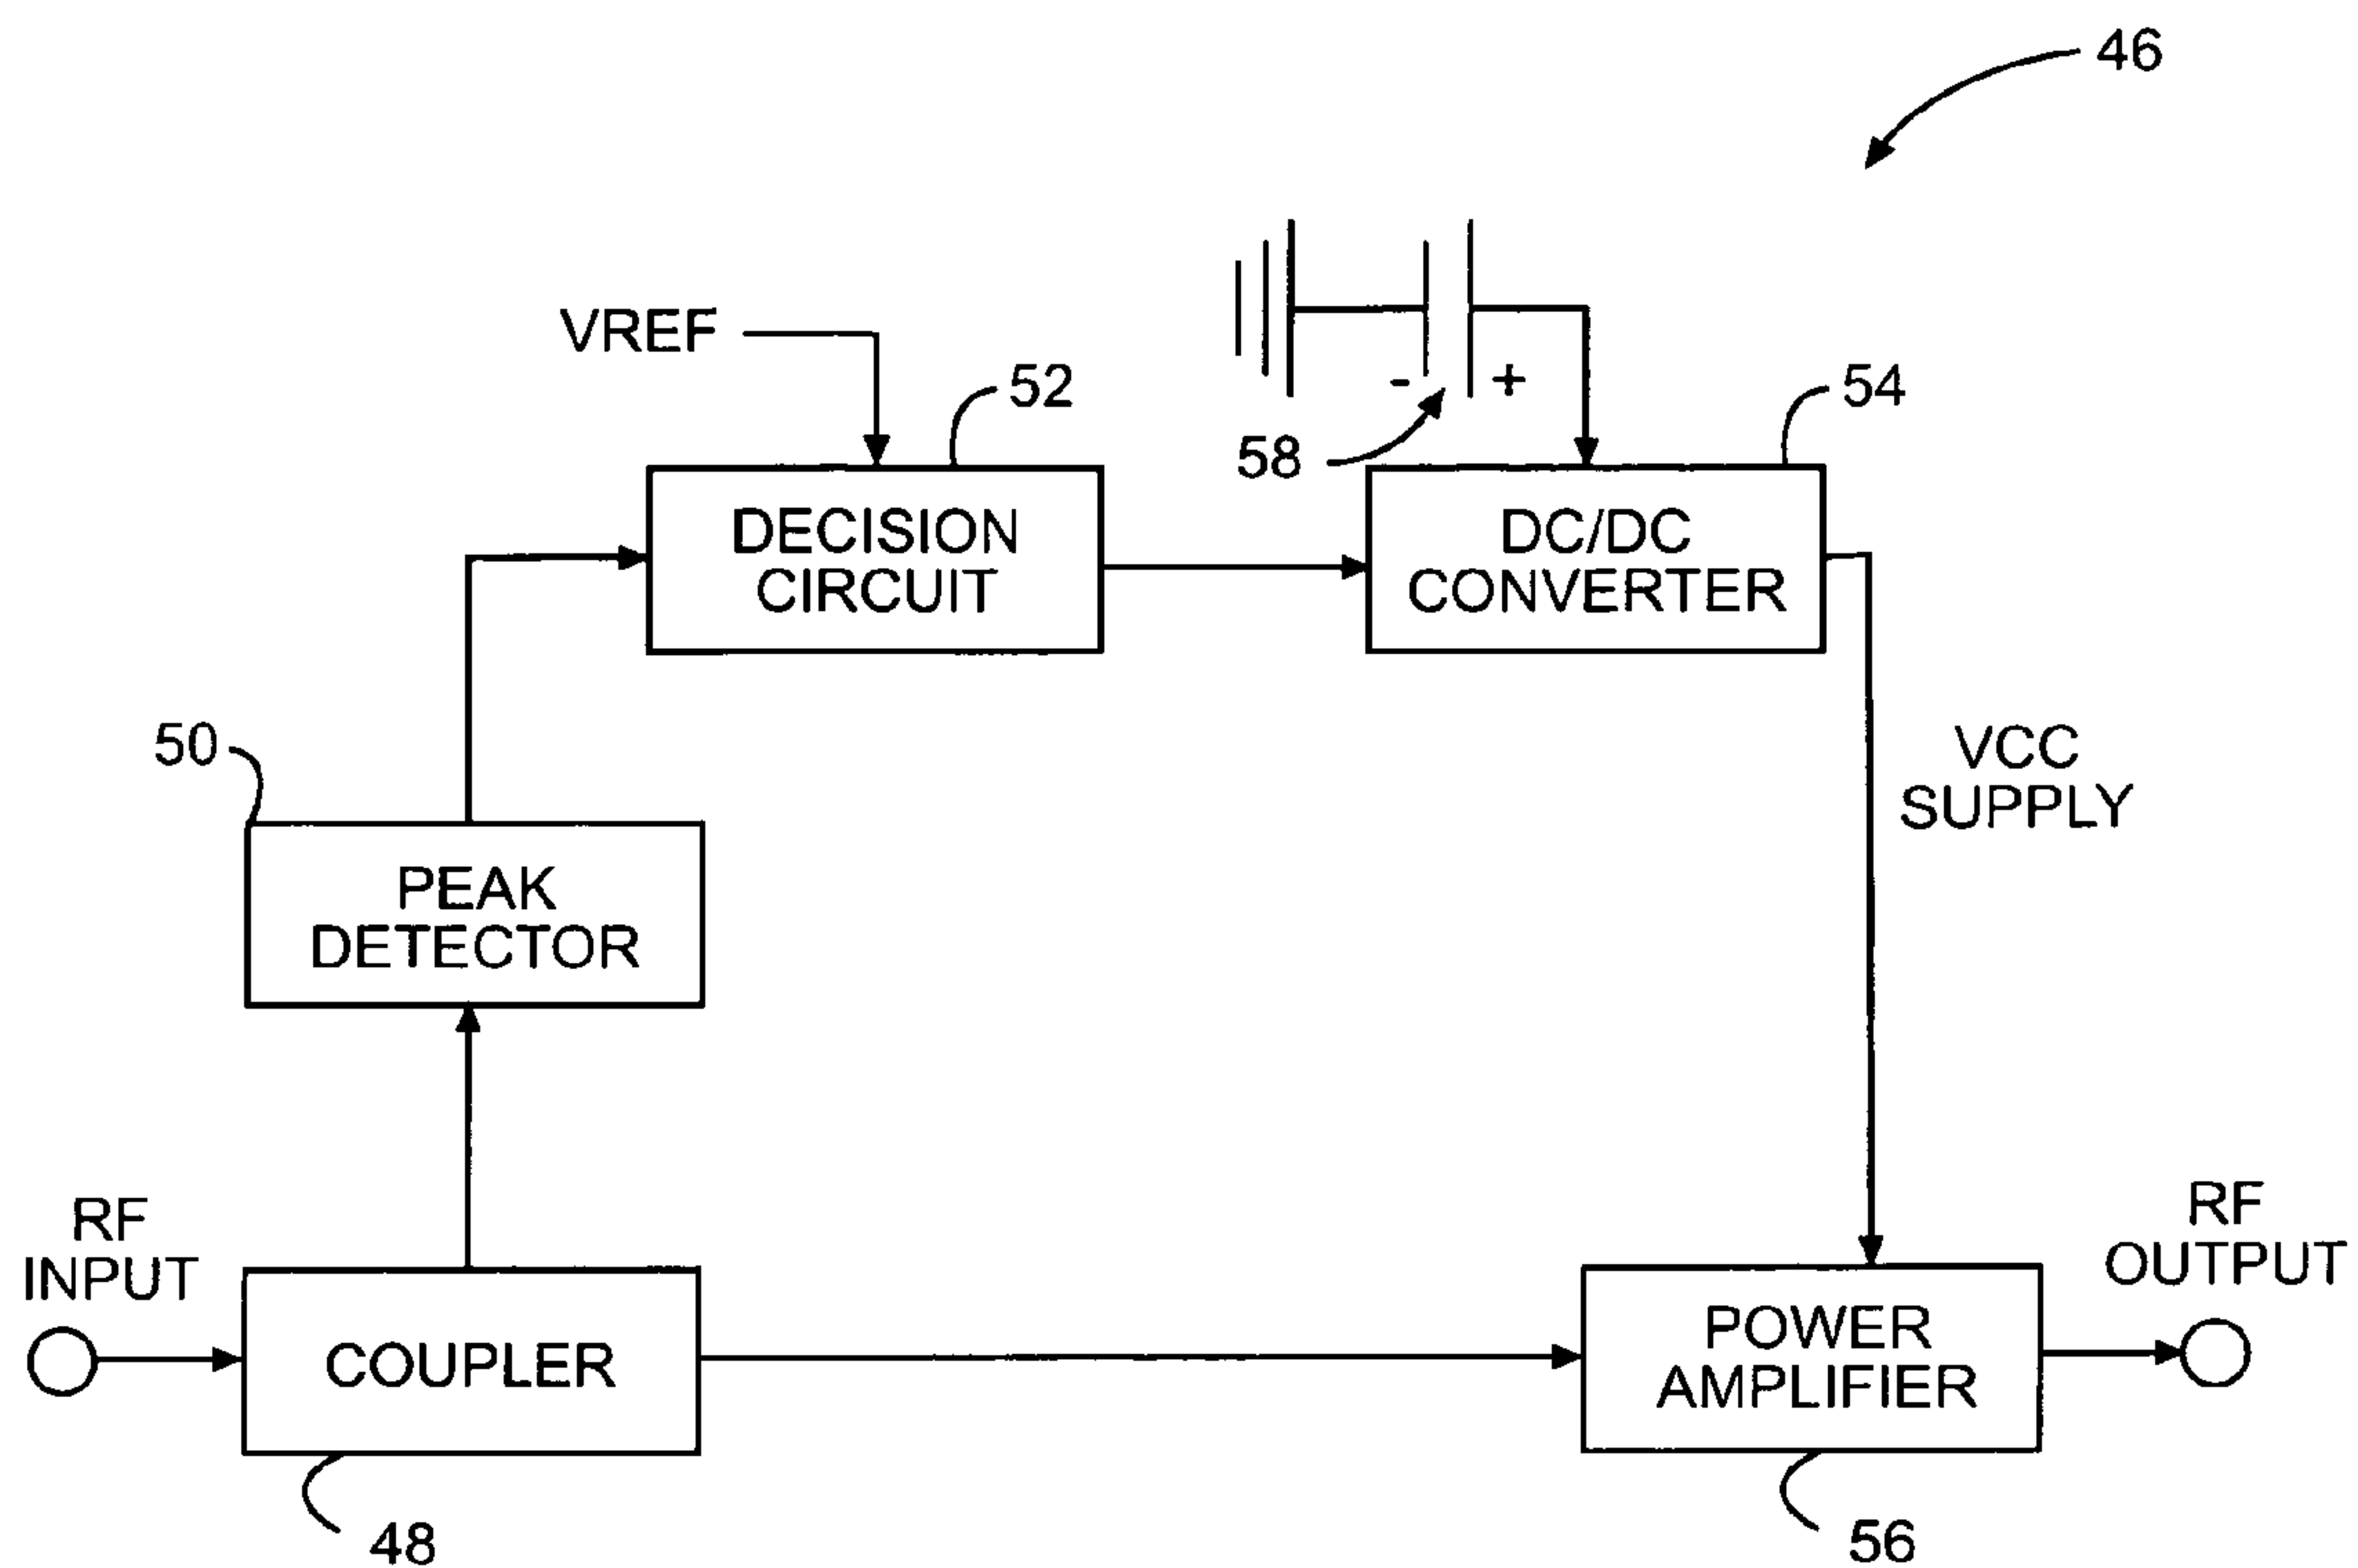 46
VREF
52
- +
54
58
DECISION
CIRCUIT
DC/DC
CONVERTER
50
VCC
SUPPLY
PEAK
DETECTOR
RF
INPUT
RF
OUTPUT
COUPLER
POWER
AMPLIFIER
48
56